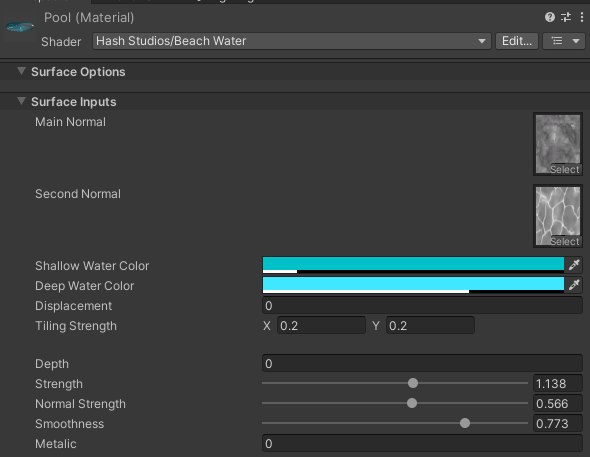 Pool (Material)
Shader Hash Studios/Beach Water Edit...
Surface Options
Surface Inputs
Main Normal
Select
Second Normal
Select
Shallow Water Color
Deep Water Color
Displacement 0
Tiling Strength X 0.2 Y 0.2
Depth 0
Strength 1.138
Normal Strength 0.566
Smoothness 0.773
Metalic 0